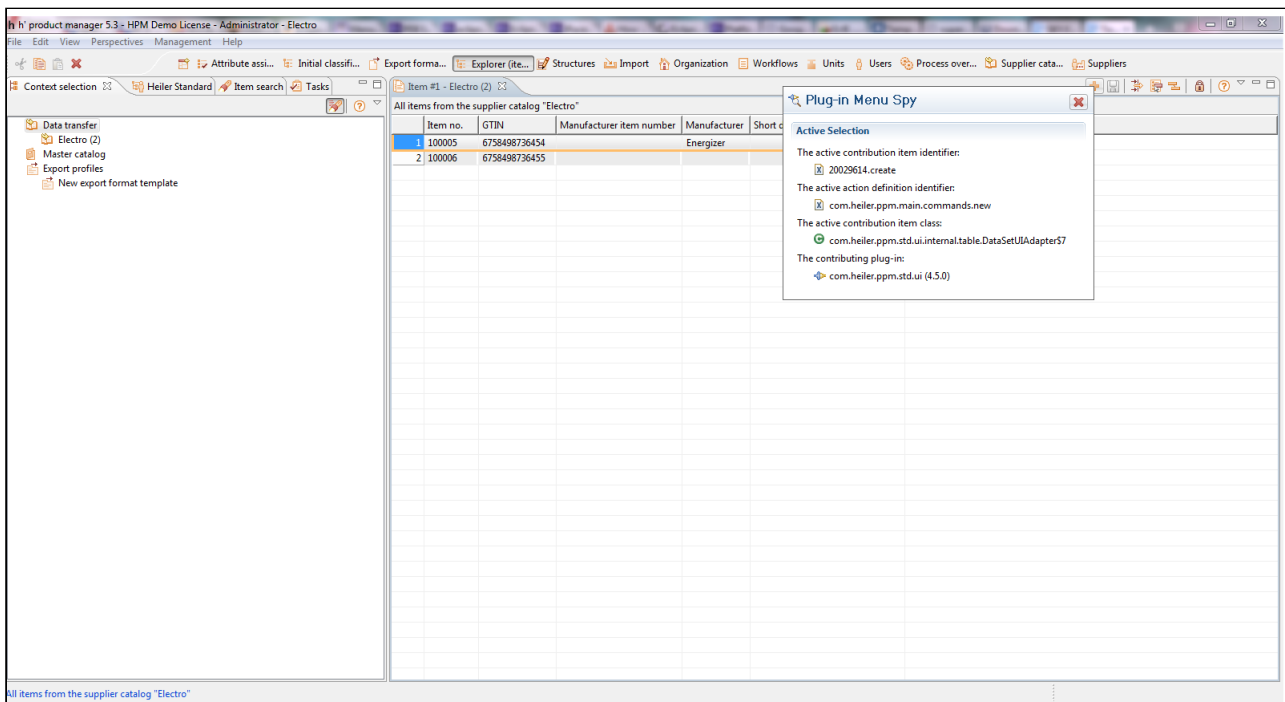 h h' product manager 5.3 - HPM Demo License - Administrator - Electro
File Edit View Perspectives Management Help
Attribute assi... Initial classifi... Export forma... Explorer (ite... Structures Import Organization Workflows Units Users Process over... Supplier cata... Suppliers
Context selection Heiler Standard Item search Tasks
Data transfer
Electro (2)
Master catalog
Export profiles
New export format template
Item #1 - Electro (2)
All items from the supplier catalog "Electro"
Item no. GTIN Manufacturer item number Manufacturer Short
1 100005 6758498736454 Energizer
2 100006 6758498736455
Plug-in Menu Spy
Active Selection
The active contribution item identifier:
20029614.create
The active action definition identifier:
com.heiler.ppm.main.commands.new
The active contribution item class:
com.heiler.ppm.std.ui.internal.table.DataSetUIAdapter$7
The contributing plug-in:
com.heiler.ppm.std.ui (4.5.0)
All items from the supplier catalog "Electro"